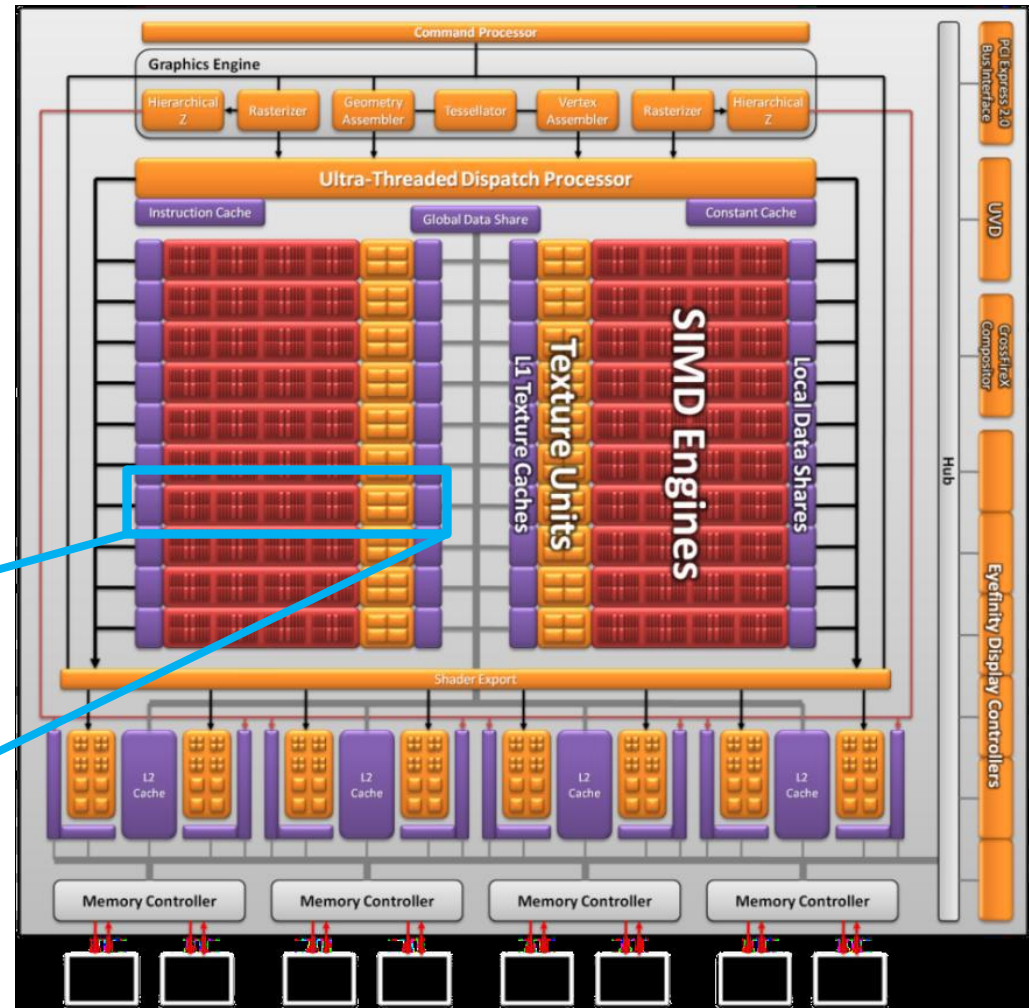 Command Processor
Graphics Engine
Hierarchical
Z
Rasterizer
Geometry
Assembler
Tessellator
Vertex
Assembler
Rasterizer
Hierarchical
Z
Ultra-Threaded Dispatch Processor
Instruction Cache
Global Data Share
Constant Cache
L1 Texture Caches
Texture Units
SIMD Engines
Local Data Shares
Shader Export
L2
Cache
L2
Cache
L2
Cache
L2
Cache
Memory Controller
Memory Controller
Memory Controller
Memory Controller
Hub
PCI Express 2.0
Bus Interface
UVD
CrossFireX
Compositor
Eyefinity Display Controllers